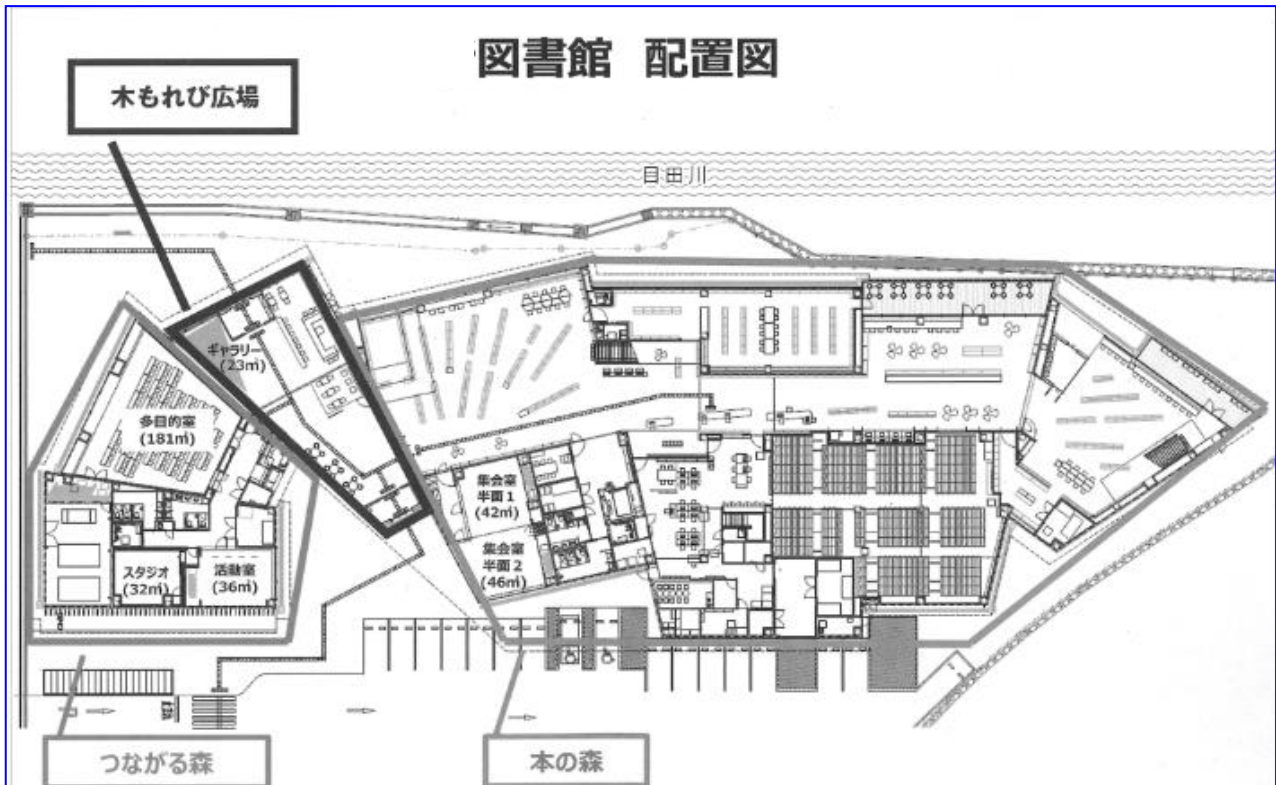 図書館 配置図
木もれび広場
目田川
ギャラリー
(23㎡)
多目的室
(181㎡)
集会室
半面1
(42㎡)
集会室
半面2
(46㎡)
スタジオ
(32㎡)
活動室
(36㎡)
つながる森
本の森